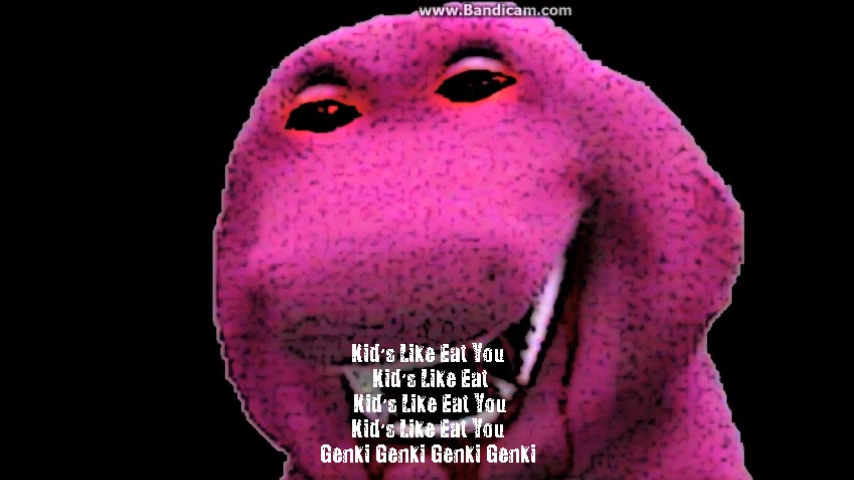 www.Bandicam.com
Kid's Like Eat You
Kid's Like Eat
Kid's Like Eat You
Kid's Like Eat You
Genki Genki Genki Genki